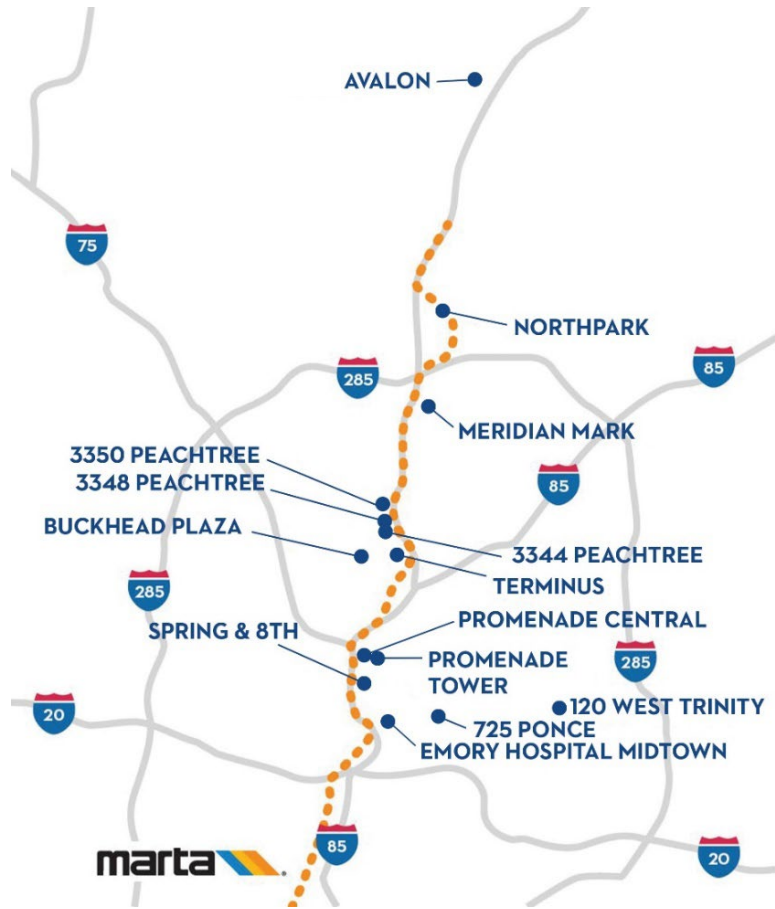 AVALON
75
NORTHPARK
285
85
MERIDIAN MARK
3350 PEACHTREE
3348 PEACHTREE
85
BUCKHEAD PLAZA
3344 PEACHTREE
TERMINUS
285
PROMENADE CENTRAL
SPRING & 8TH
PROMENADE
TOWER
285
120 WEST TRINITY
20
725 PONCE
EMORY HOSPITAL MIDTOWN
85
20
marta